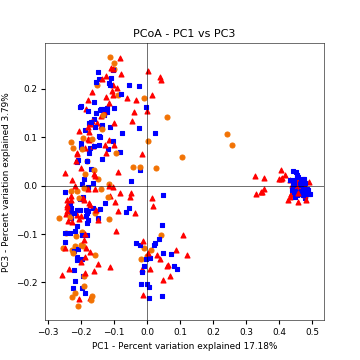 PCoA - PC1 vs PC3
PC3 - Percent variation explained 3.79%
0.2
0.1
0.0
−0.1
−0.2
−0.3 −0.2 −0.1 0.0 0.1 0.2 0.3 0.4 0.5
PC1 - Percent variation explained 17.18%